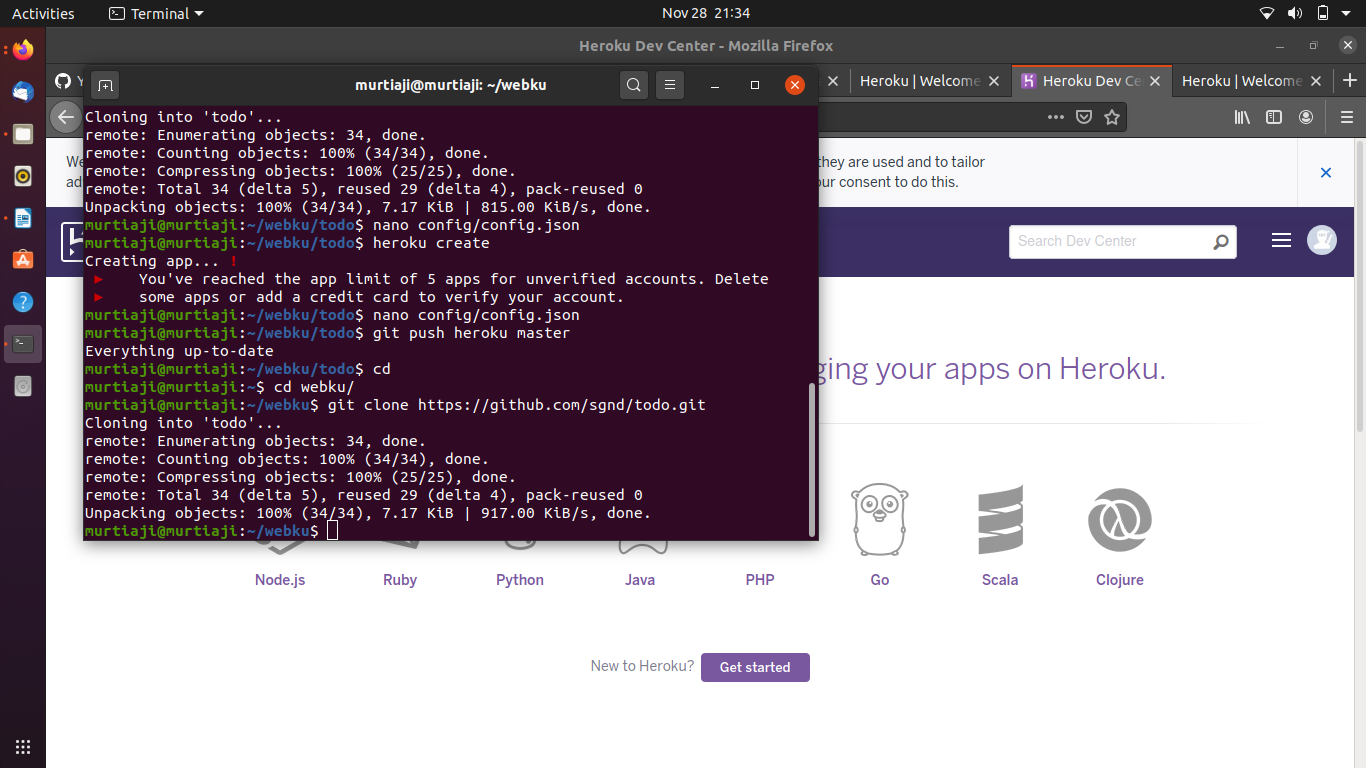 Activities
Terminal
Nov 28 21:34
Heroku Dev Center - Mozilla Firefox
Y
murtiaji@murtiaji: ~/webku
Heroku | Welcome
Heroku Dev Ce
Heroku | Welcome
Cloning into 'todo'...
remote: Enumerating objects: 34, done.
remote: Counting objects: 100% (34/34), done.
remote: Compressing objects: 100% (25/25), done.
remote: Total 34 (delta 5), reused 29 (delta 4), pack-reused 0
Unpacking objects: 100% (34/34), 7.17 KiB | 815.00 KiB/s, done.
murtiaji@murtiaji:~/webku/todo$ nano config/config.json
murtiaji@murtiaji:~/webku/todo$ heroku create
Creating app... !
▸    You've reached the app limit of 5 apps for unverified accounts. Delete
▸    some apps or add a credit card to verify your account.
murtiaji@murtiaji:~/webku/todo$ nano config/config.json
murtiaji@murtiaji:~/webku/todo$ git push heroku master
Everything up-to-date
murtiaji@murtiaji:~/webku/todo$ cd
murtiaji@murtiaji:~$ cd webku/
murtiaji@murtiaji:~/webku$ git clone https://github.com/sgnd/todo.git
Cloning into 'todo'...
remote: Enumerating objects: 34, done.
remote: Counting objects: 100% (34/34), done.
remote: Compressing objects: 100% (25/25), done.
remote: Total 34 (delta 5), reused 29 (delta 4), pack-reused 0
Unpacking objects: 100% (34/34), 7.17 KiB | 917.00 KiB/s, done.
murtiaji@murtiaji:~/webku$
We
they are used and to tailor
ad
our consent to do this.
Search Dev Center
ging your apps on Heroku.
Node.js
Ruby
Python
Java
PHP
Go
Scala
Clojure
New to Heroku?
Get started